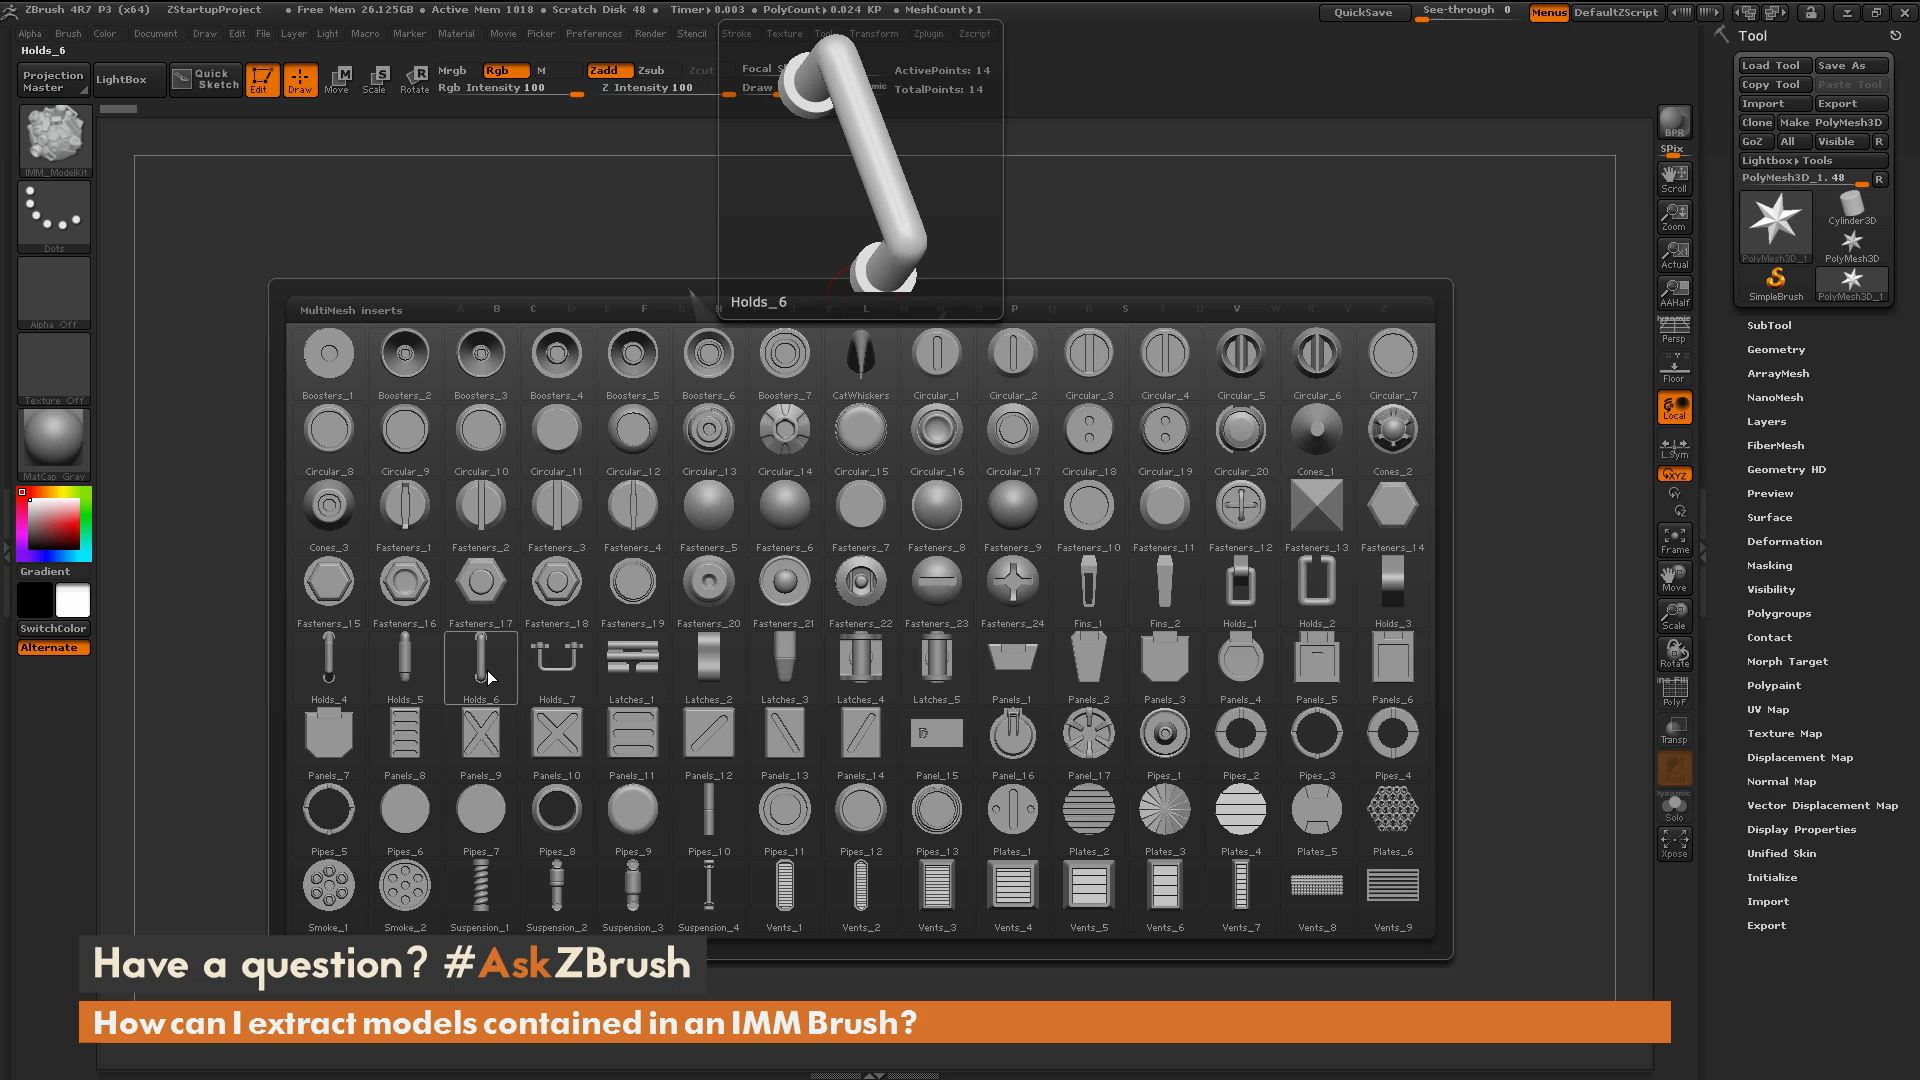 ZBrush 4R7 P3 (x64) ZStartupProject • Free Mem 26.125GB • Active Mem 1018 • Scratch Disk 48 • Timer▸0.003 • PolyCount▸0.024 KP • MeshCount▸1 QuickSave See-through 0 Menus DefaultZScript
Alpha Brush Color Document Draw Edit File Layer Light Macro Marker Material Movie Picker Preferences Render Stencil Stroke Texture Tool Transform Zplugin Zscript
Holds_6
Projection Master LightBox Quick Sketch Edit Draw Move Scale Rotate
Mrgb Rgb M Zadd Zsub Zcut Focal ActivePoints: 14
Rgb Intensity 100 Z Intensity 100 Draw TotalPoints: 14
IMM_ModelKit
Dots
Alpha Off
Texture Off
MatCap Gray
Gradient
SwitchColor
Alternate
Holds_6
MultiMesh inserts A B C D E F G H L P Q R S T U V W X Y Z
Boosters_1 Boosters_2 Boosters_3 Boosters_4 Boosters_5 Boosters_6 Boosters_7 CatWhiskers Circular_1 Circular_2 Circular_3 Circular_4 Circular_5 Circular_6 Circular_7
Circular_8 Circular_9 Circular_10 Circular_11 Circular_12 Circular_13 Circular_14 Circular_15 Circular_16 Circular_17 Circular_18 Circular_19 Circular_20 Cones_1 Cones_2
Cones_3 Fasteners_1 Fasteners_2 Fasteners_3 Fasteners_4 Fasteners_5 Fasteners_6 Fasteners_7 Fasteners_8 Fasteners_9 Fasteners_10 Fasteners_11 Fasteners_12 Fasteners_13 Fasteners_14
Fasteners_15 Fasteners_16 Fasteners_17 Fasteners_18 Fasteners_19 Fasteners_20 Fasteners_21 Fasteners_22 Fasteners_23 Fasteners_24 Fins_1 Fins_2 Holds_1 Holds_2 Holds_3
Holds_4 Holds_5 Holds_6 Holds_7 Latches_1 Latches_2 Latches_3 Latches_4 Latches_5 Panels_1 Panels_2 Panels_3 Panels_4 Panels_5 Panels_6
D
Panels_7 Panels_8 Panels_9 Panels_10 Panels_11 Panels_12 Panels_13 Panels_14 Panel_15 Panel_16 Panel_17 Pipes_1 Pipes_2 Pipes_3 Pipes_4
Pipes_5 Pipes_6 Pipes_7 Pipes_8 Pipes_9 Pipes_10 Pipes_11 Pipes_12 Pipes_13 Plates_1 Plates_2 Plates_3 Plates_4 Plates_5 Plates_6
Smoke_1 Smoke_2 Suspension_1 Suspension_2 Suspension_3 Suspension_4 Vents_1 Vents_2 Vents_3 Vents_4 Vents_5 Vents_6 Vents_7 Vents_8 Vents_9
BPR
SPix
Scroll
Zoom
Actual
AAHalf
Dynamic
Persp
Floor
Local
L.Sym
XYZ
Frame
Move
Scale
Rotate
PolyF
Transp
Ghost
Dynamic
Solo
Xpose
Tool
Load Tool Save As
Copy Tool Paste Tool
Import Export
Clone Make PolyMesh3D
GoZ All Visible R
Lightbox▸Tools
PolyMesh3D_1. 48 R
Cylinder3D
PolyMesh3D_1 PolyMesh3D
SimpleBrush PolyMesh3D_1
SubTool
Geometry
ArrayMesh
NanoMesh
Layers
FiberMesh
Geometry HD
Preview
Surface
Deformation
Masking
Visibility
Polygroups
Contact
Morph Target
Polypaint
UV Map
Texture Map
Displacement Map
Normal Map
Vector Displacement Map
Display Properties
Unified Skin
Initialize
Import
Export
Have a question? #AskZBrush
How can I extract models contained in an IMM Brush?